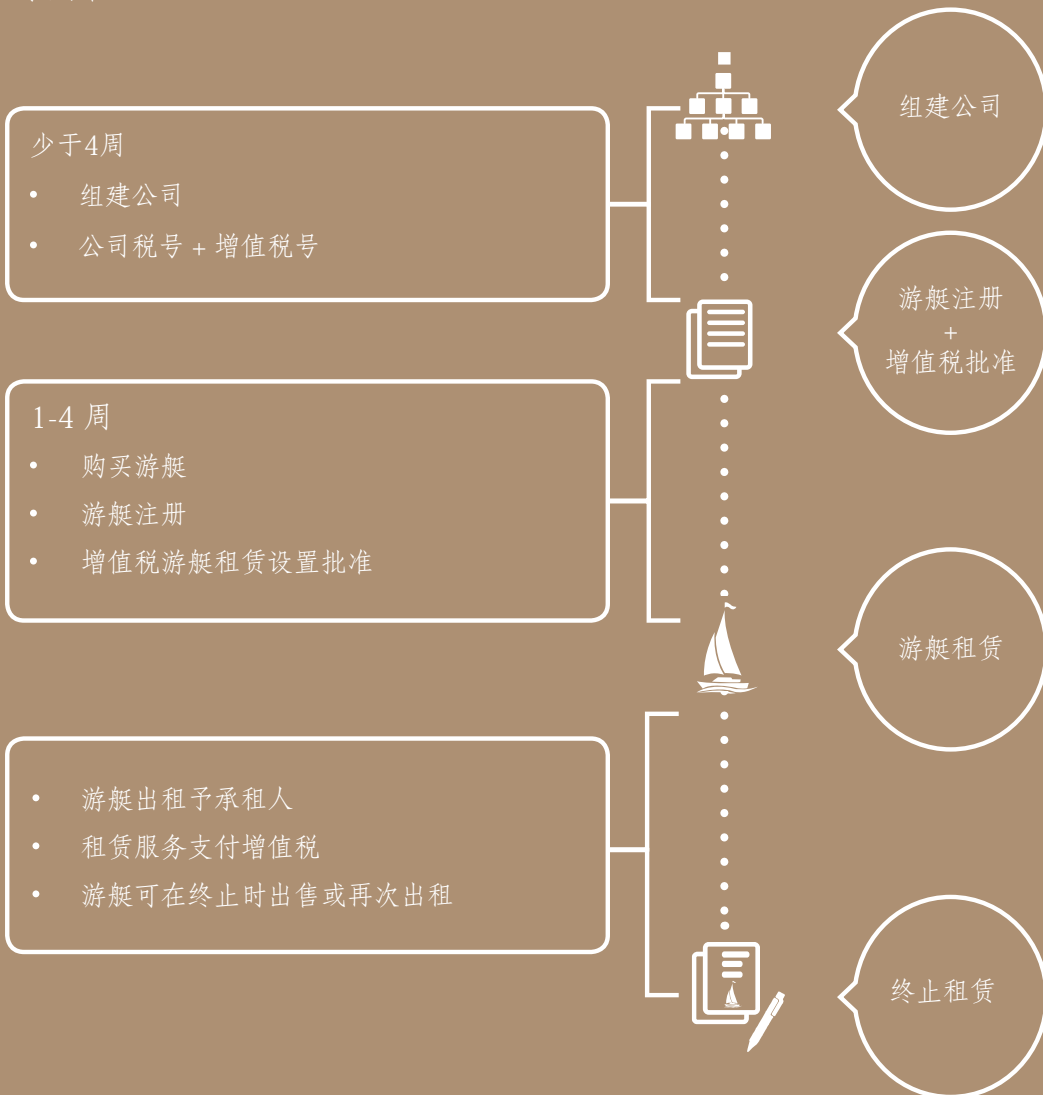 组建公司
少于4周
• 组建公司
• 公司税号 + 增值税号
游艇注册
+
增值税批准
1-4 周
• 购买游艇
• 游艇注册
• 增值税游艇租赁设置批准
游艇租赁
• 游艇出租予承租人
• 租赁服务支付增值税
• 游艇可在终止时出售或再次出租
终止租赁